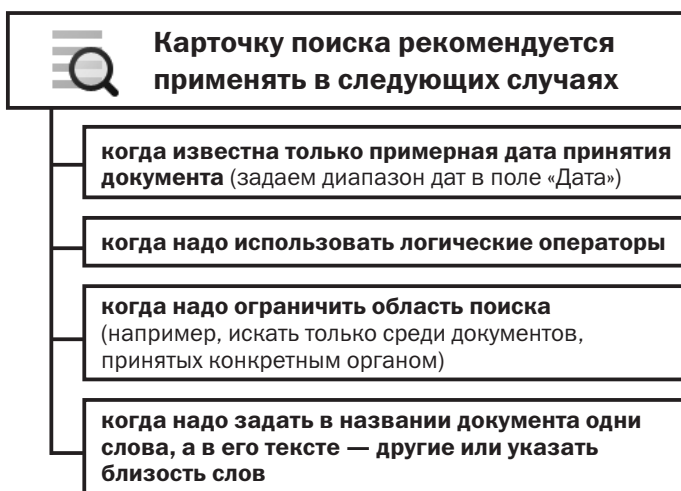 Карточку поиска рекомендуется
применять в следующих случаях
когда известна только примерная дата принятия
документа (задаем диапазон дат в поле «Дата»)
когда надо использовать логические операторы
когда надо ограничить область поиска
(например, искать только среди документов,
принятых конкретным органом)
когда надо задать в названии документа одни
слова, а в его тексте — другие или указать
близость слов